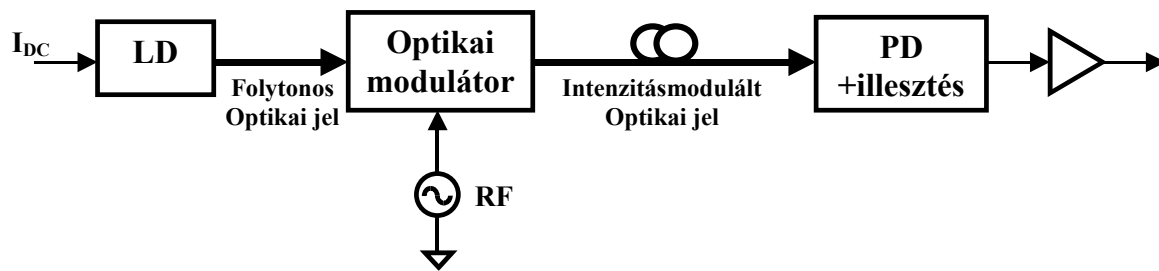 I_DC
LD
Folytonos
Optikai jel
Optikai
modulátor
RF
Intenzitásmodulált
Optikai jel
PD
+illesztés